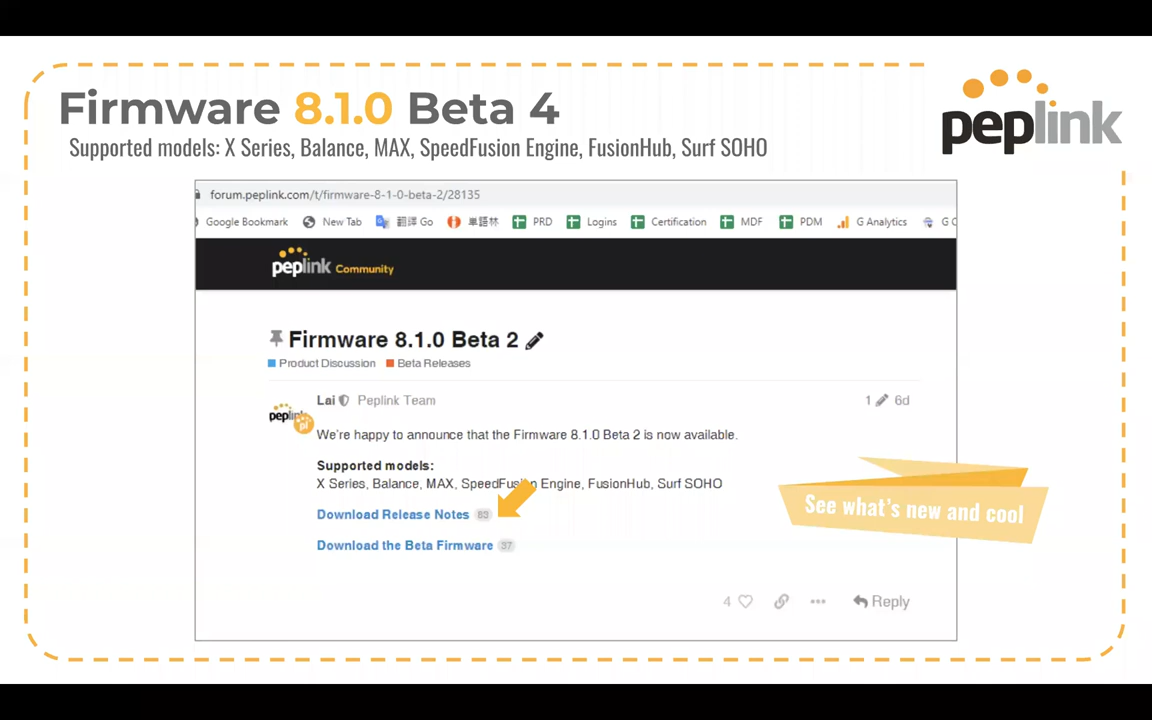 Firmware 8.1.0 Beta 4
Supported models: X Series, Balance, MAX, SpeedFusion Engine, FusionHub, Surf SOHO
peplink
forum.peplink.com/t/firmware-8-1-0-beta-2/28135
Google Bookmark New Tab 翻譯 Go 單語林 PRD Logins Certification MDF PDM G Analytics G C
peplink Community
Firmware 8.1.0 Beta 2
Product Discussion Beta Releases
Lai Peplink Team 1 6d
peplink
We're happy to announce that the Firmware 8.1.0 Beta 2 is now available.
Supported models:
X Series, Balance, MAX, SpeedFusion Engine, FusionHub, Surf SOHO
Download Release Notes
Download the Beta Firmware 37
See what's new and cool
4 Reply